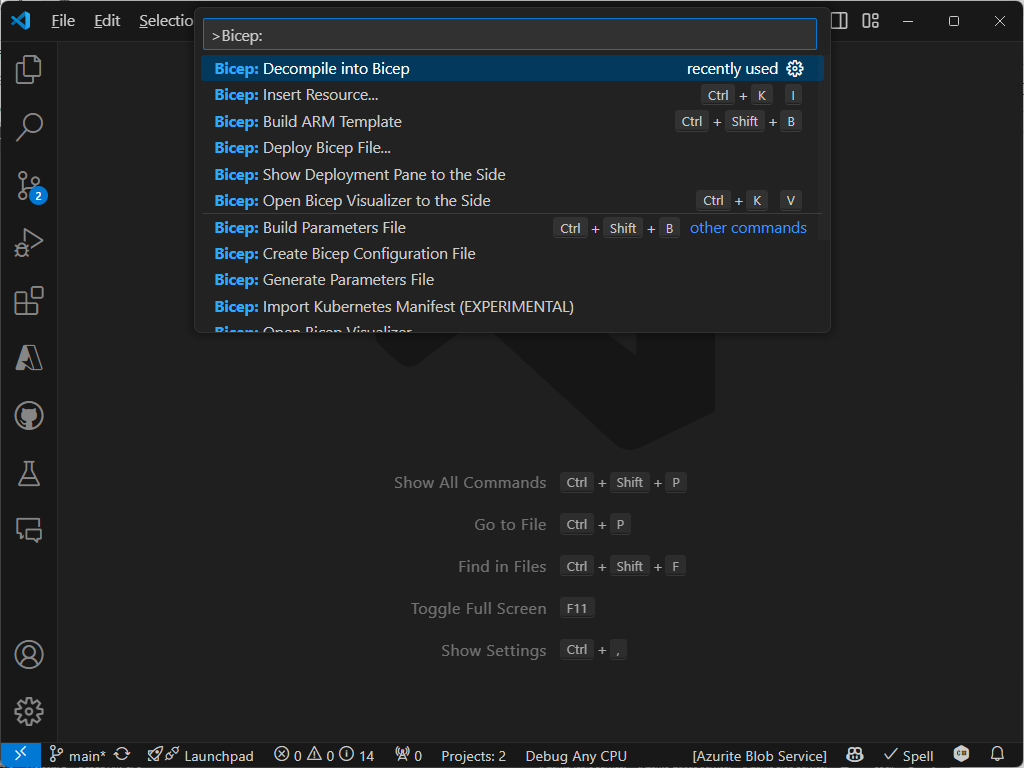 File Edit Selectio
>Bicep:
Bicep: Decompile into Bicep recently used
Bicep: Insert Resource... Ctrl + K I
Bicep: Build ARM Template Ctrl + Shift + B
Bicep: Deploy Bicep File...
Bicep: Show Deployment Pane to the Side
Bicep: Open Bicep Visualizer to the Side Ctrl + K V
Bicep: Build Parameters File Ctrl + Shift + B other commands
Bicep: Create Bicep Configuration File
Bicep: Generate Parameters File
Bicep: Import Kubernetes Manifest (EXPERIMENTAL)
Bicep: Open Bicep Visualizer
2
Show All Commands Ctrl + Shift + P
Go to File Ctrl + P
Find in Files Ctrl + Shift + F
Toggle Full Screen F11
Show Settings Ctrl + ,
main* Launchpad 0 0 14 0 Projects: 2 Debug Any CPU [Azurite Blob Service] Spell C#